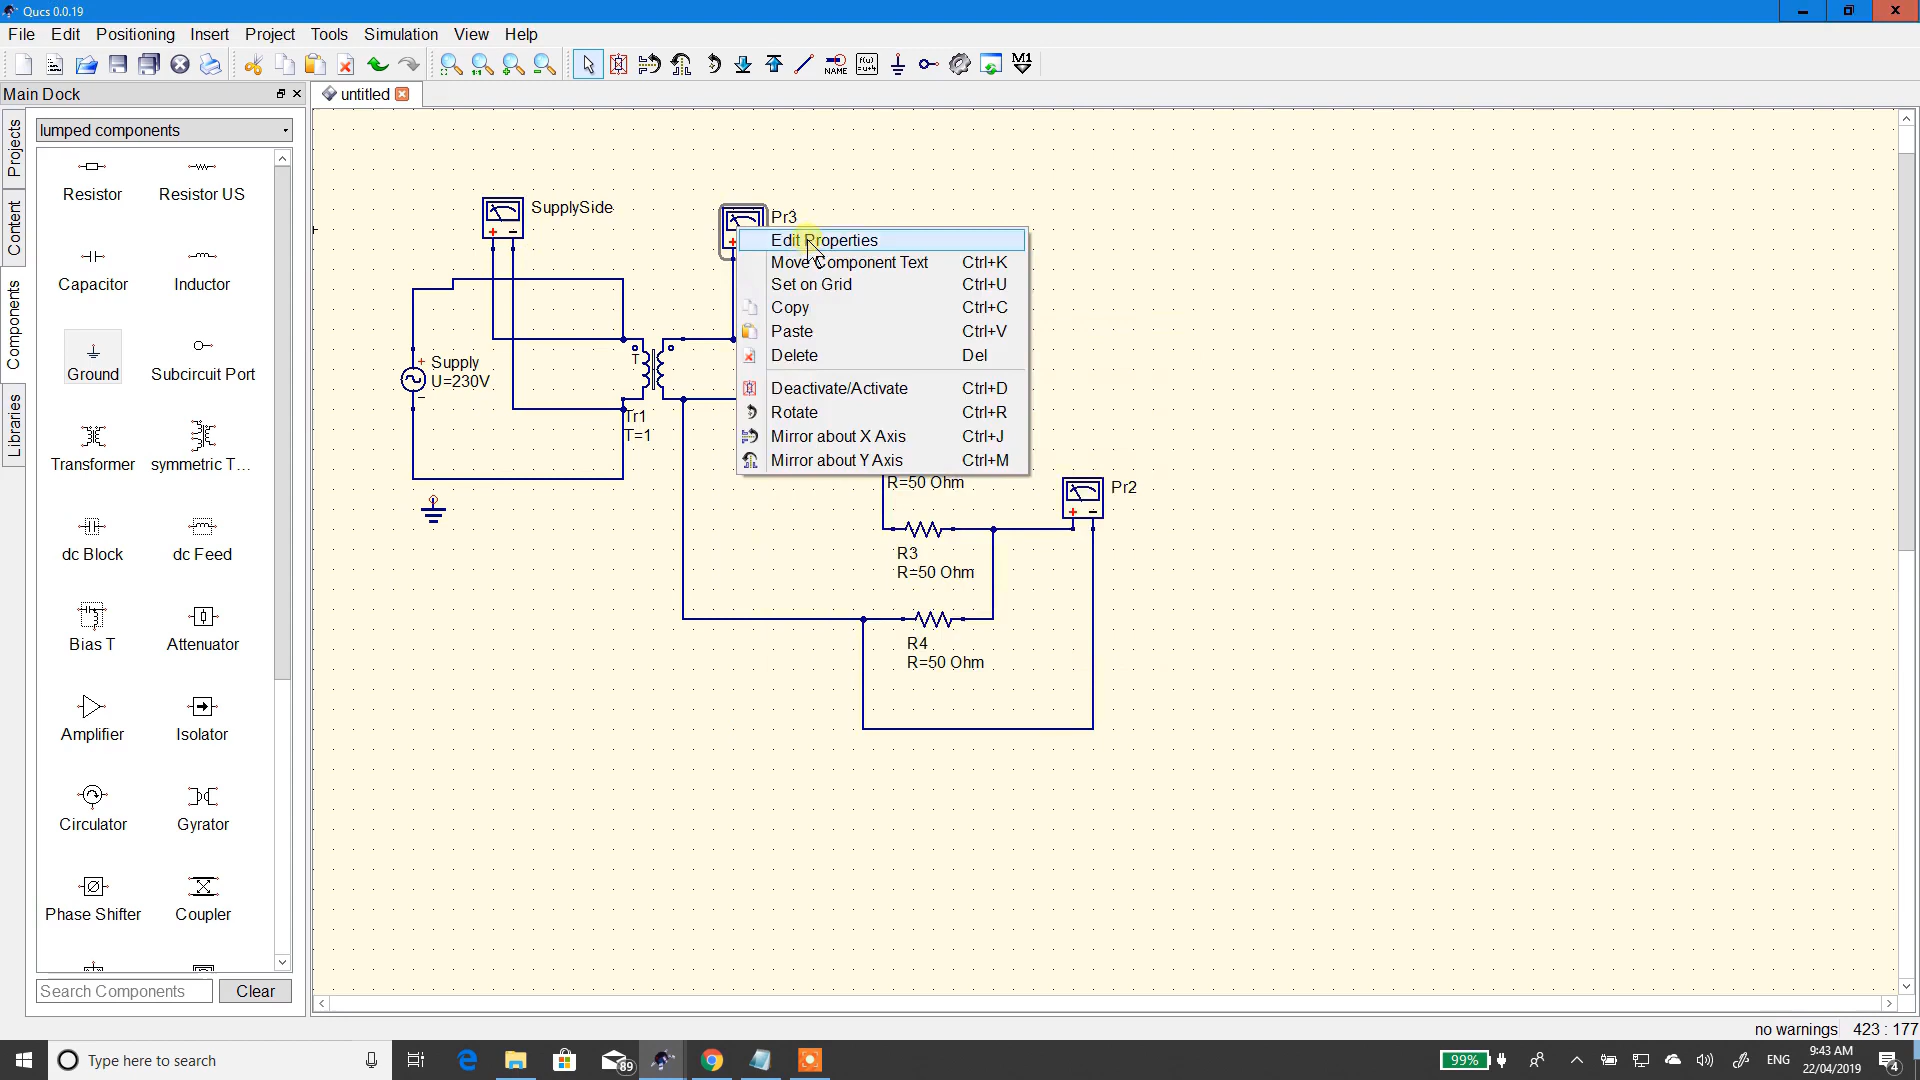 Qucs 0.0.19
File Edit Positioning Insert Project Tools Simulation View Help
NAME
M1
Main Dock
untitled
Projects
Content
Components
Libraries
lumped components
Resistor Resistor US
Capacitor Inductor
Ground Subcircuit Port
Transformer symmetric T...
dc Block dc Feed
Bias T Attenuator
Amplifier Isolator
Circulator Gyrator
Phase Shifter Coupler
Search Components Clear
SupplySide
Pr3
Supply
U=230V
T
Tr1
T=1
Edit Properties
Move Component Text Ctrl+K
Set on Grid Ctrl+U
Copy Ctrl+C
Paste Ctrl+V
Delete Del
Deactivate/Activate Ctrl+D
Rotate Ctrl+R
Mirror about X Axis Ctrl+J
Mirror about Y Axis Ctrl+M
R=50 Ohm
Pr2
R3
R=50 Ohm
R4
R=50 Ohm
no warnings 423 : 177
Type here to search
89
99%
ENG
9:43 AM
22/04/2019
4